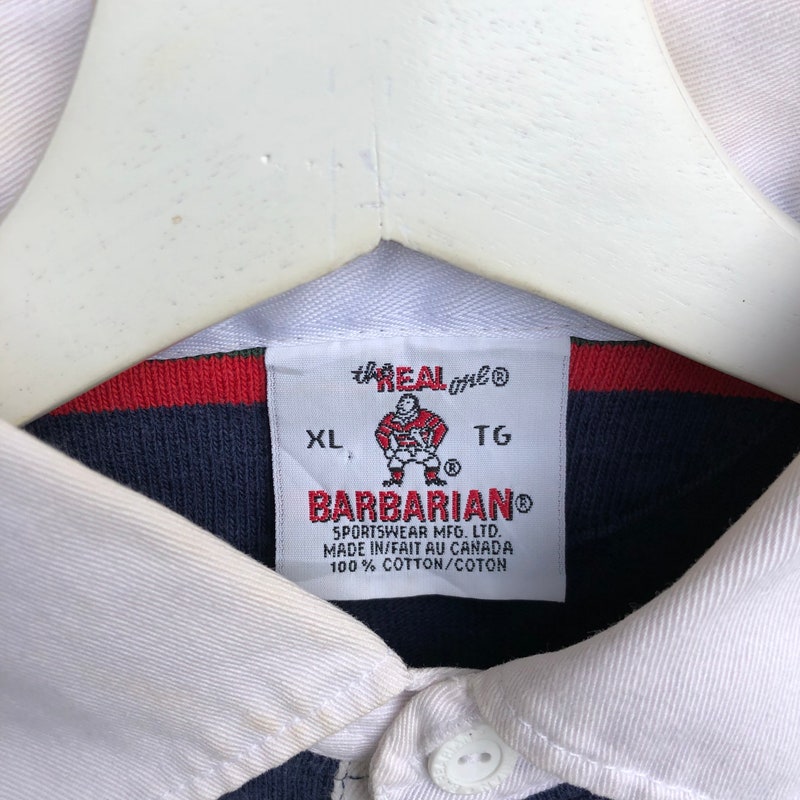 the REAL one®
XL TG
®
BARBARIAN®
SPORTSWEAR MFG. LTD.
MADE IN/FAIT AU CANADA
100 % COTTON/COTON